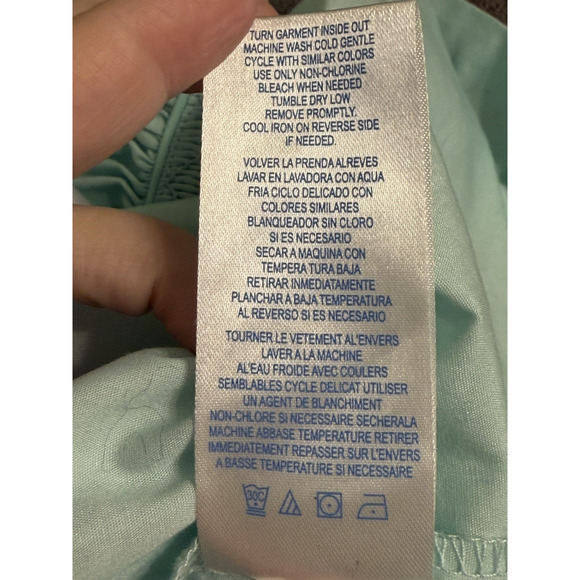 TURN GARMENT INSIDE OUT
MACHINE WASH COLD GENTLE
CYCLE WITH SIMILAR COLORS
USE ONLY NON-CHLORINE
BLEACH WHEN NEEDED
TUMBLE DRY LOW
REMOVE PROMPTLY.
COOL IRON ON REVERSE SIDE
IF NEEDED.
VOLVER LA PRENDA ALREVES
LAVAR EN LAVADORA CON AQUA
FRIA CICLO DELICADO CON
COLORES SIMILARES
BLANQUEADOR SIN CLORO
SI ES NECESARIO
SECAR A MAQUINA CON
TEMPERA TURA BAJA
RETIRAR INMEDIATAMENTE
PLANCHAR A BAJA TEMPERATURA
AL REVERSO SI ES NECESARIO
TOURNER LE VETEMENT AL'ENVERS
LAVER A LA MACHINE
AL'EAU FROIDE AVEC COULERS
SEMBLABLES CYCLE DELICAT UTILISER
UN AGENT DE BLANCHIMENT
NON-CHLORE SI NECESSAIRE SECHERALA
MACHINE ABBASE TEMPERATURE RETIRER
IMMEDIATEMENT REPASSER SUR L'ENVERS
A BASSE TEMPERATURE SI NECESSAIRE
30C